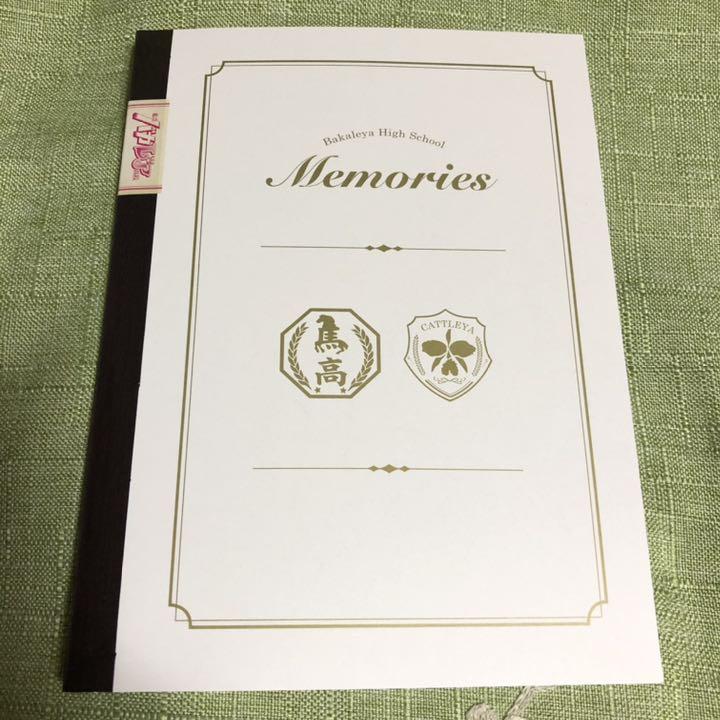 Bakaleya High School
Memories
馬高
CATTLEYA